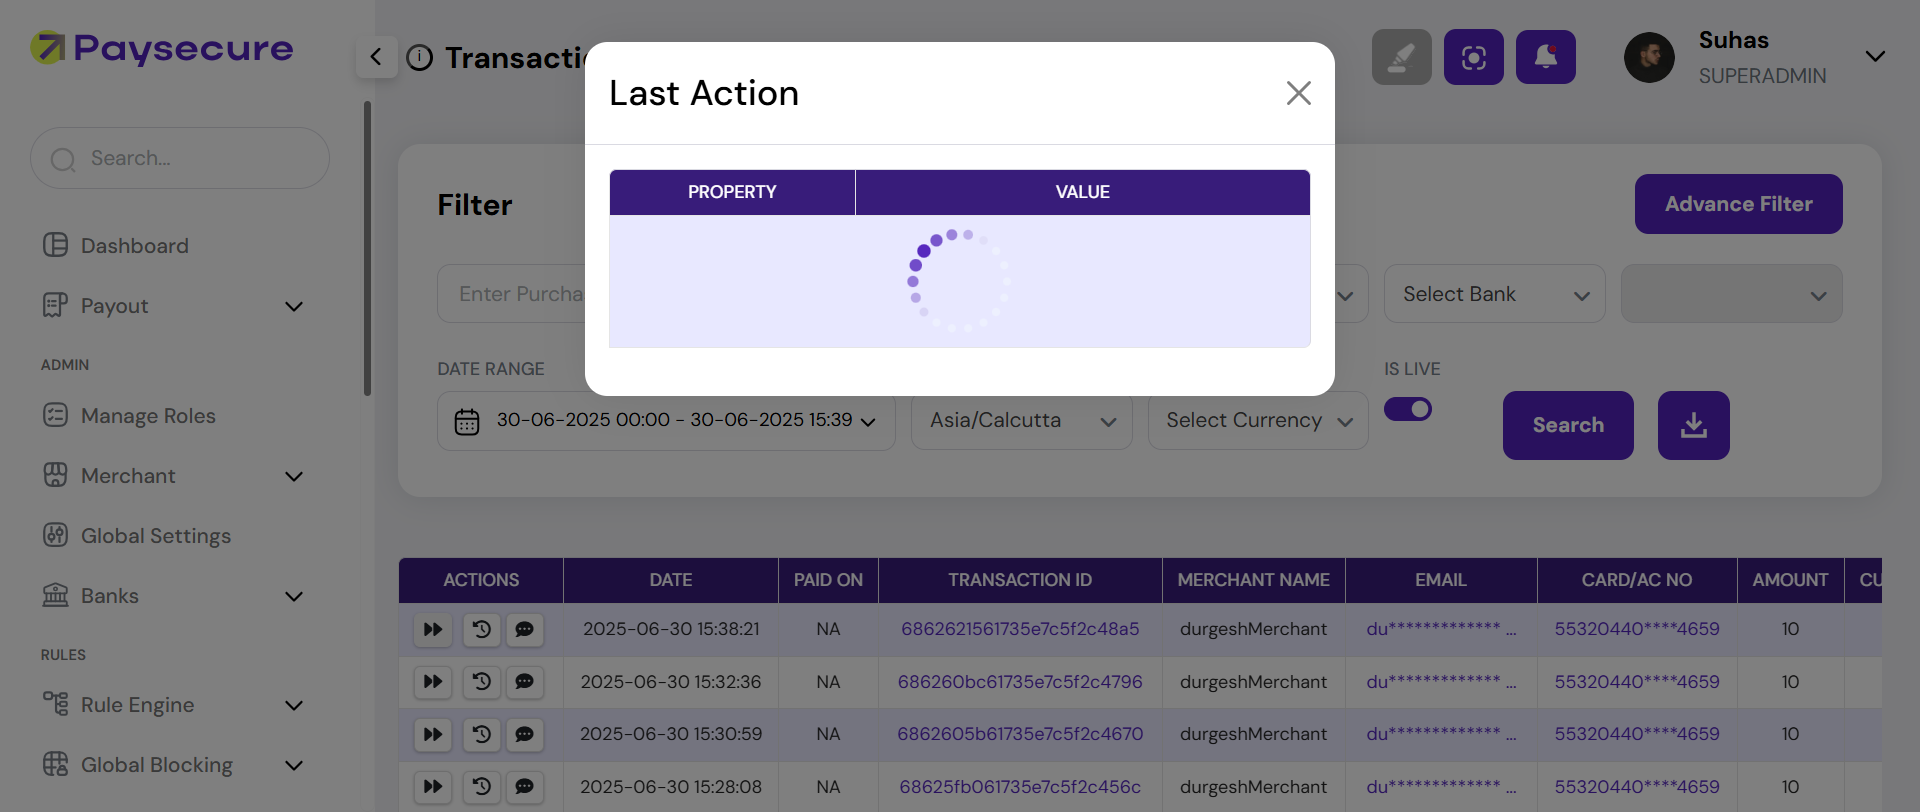 Paysecure
Search...
Dashboard
Payout
ADMIN
Manage Roles
Merchant
Global Settings
Banks
RULES
Rule Engine
Global Blocking
Suhas
SUPERADMIN
Last Action
PROPERTY VALUE
Filter
Advance Filter
Enter
Select Bank
DATE RANGE
IS LIVE
30-06-2025 00:00 - 30-06-2025 15:39
Asia/Calcutta
Select Currency
Search
ACTIONS DATE PAID ON TRANSACTION ID MERCHANT NAME EMAIL CARD/AC NO AMOUNT
2025-06-30 15:38:21 NA 6862621561735e7c5f2c48a5 durgeshMerchant du************* ... 55320440****4659 10
2025-06-30 15:32:36 NA 686260bc61735e7c5f2c4796 durgeshMerchant du************* ... 55320440****4659 10
2025-06-30 15:30:59 NA 6862605b61735e7c5f2c4670 durgeshMerchant du************* ... 55320440****4659 10
2025-06-30 15:28:08 NA 68625fb061735e7c5f2c456c durgeshMerchant du************* ... 55320440****4659 10